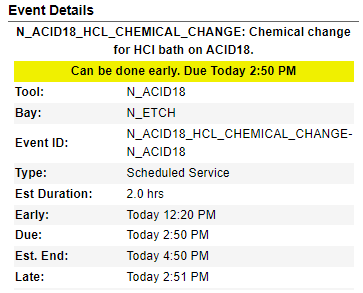 Event Details
N_ACID18_HCL_CHEMICAL_CHANGE: Chemical change
for HCl bath on ACID18.
Can be done early. Due Today 2:50 PM
Tool: N_ACID18
Bay: N_ETCH
Event ID: N_ACID18_HCL_CHEMICAL_CHANGE-
N_ACID18
Type: Scheduled Service
Est Duration: 2.0 hrs
Early: Today 12:20 PM
Due: Today 2:50 PM
Est. End: Today 4:50 PM
Late: Today 2:51 PM